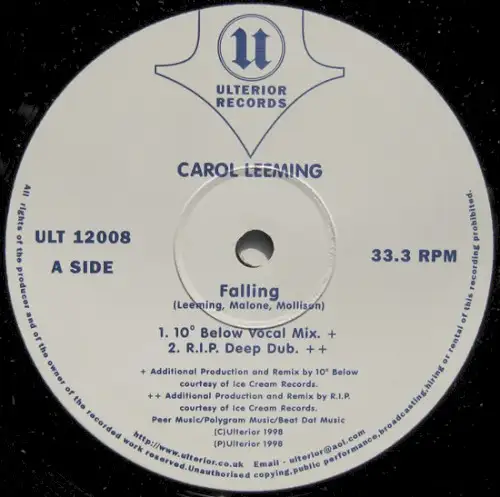 U
ULTERIOR
RECORDS
CAROL LEEMING
ULT 12008
A SIDE
33.3 RPM
Falling
(Leeming, Malone, Mollison)
1. 10° Below Vocal Mix. +
2. R.I.P. Deep Dub. ++
+ Additional Production and Remix by 10° Below
courtesy of Ice Cream Records.
++ Additional Production and Remix by R.I.P.
courtesy of Ice Cream Records.
Peer Music/Polygram Music/Beat Dat Music
(C)Ulterior 1998
(P)Ulterior 1998
http://www.ulterior.co.uk Email - ulterior@aol.com
All rights of the producer and of the owner of the recorded work reserved.Unauthorised copying,public performance,broadcasting,hiring or rental of this recording prohibited.